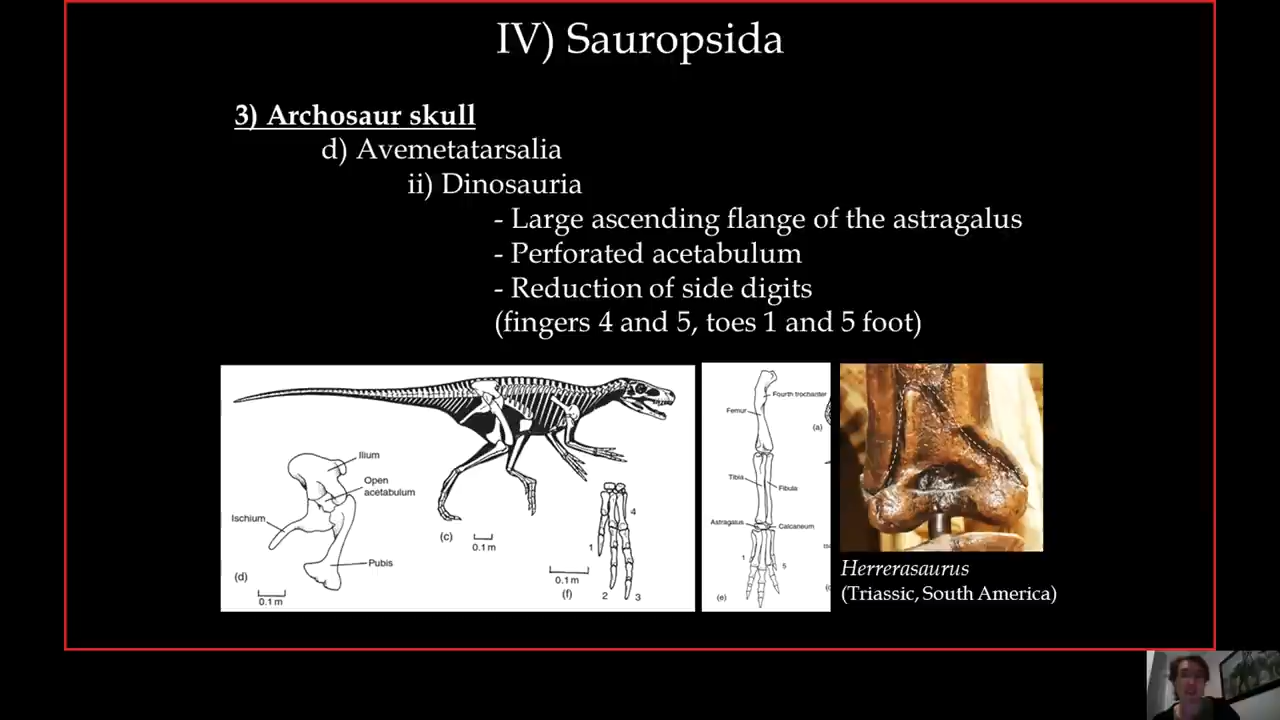 IV) Sauropsida
3) Archosaur skull
d) Avemetatarsalia
ii) Dinosauria
- Large ascending flange of the astragalus
- Perforated acetabulum
- Reduction of side digits
(fingers 4 and 5, toes 1 and 5 foot)
Ilium
Open
acetabulum
Ischium
Pubis
(d)
0.1 m
(c)
0.1 m
4
1
0.1 m
(f)
2
3
Fourth trochanter
Femur
(a)
Tibia
Fibula
Astragalus
Calcaneum
1
5
(e)
Herrerasaurus
(Triassic, South America)